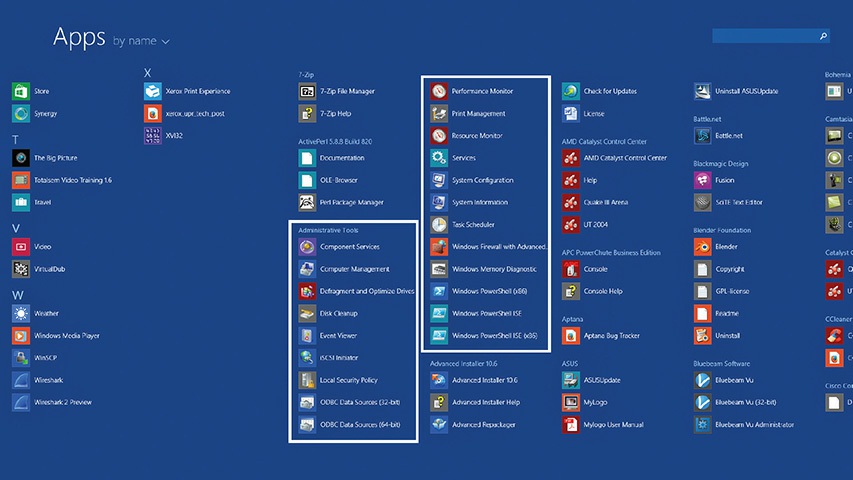 Apps by name
Store
Synergy
T
The Big Picture
Totalsem Video Training 1.6
Travel
V
Video
VirtualDub
W
Weather
Windows Media Player
WinSCP
Wireshark
Wireshark 2 Preview
X
Xerox Print Experience
xerox_upr_tech_post
XVI32
7-Zip
7-Zip File Manager
7-Zip Help
ActivePerl 5.8.8 Build 820
Documentation
OLE-Browser
Perl Package Manager
Administrative Tools
Component Services
Computer Management
Defragment and Optimize Drives
Disk Cleanup
Event Viewer
iSCSI Initiator
Local Security Policy
ODBC Data Sources (32-bit)
ODBC Data Sources (64-bit)
Performance Monitor
Print Management
Resource Monitor
Services
System Configuration
System Information
Task Scheduler
Windows Firewall with Advanced...
Windows Memory Diagnostic
Windows PowerShell (x86)
Windows PowerShell ISE
Windows PowerShell ISE (x86)
Advanced Installer 10.6
Advanced Installer 10.6
Advanced Installer Help
Advanced Repackager
Check for Updates
License
AMD Catalyst Control Center
AMD Catalyst Control Center
Help
Quake III Arena
UT 2004
APC PowerChute Business Edition
Console
Console Help
Aptana
Aptana Bug Tracker
ASUS
ASUSUpdate
MyLogo
Mylogo User Manual
Uninstall ASUSUpdate
Battle.net
Battle.net
Blackmagic Design
Fusion
SciTE Text Editor
Blender Foundation
Blender
Copyright
GPL-license
Readme
Uninstall
Bluebeam Software
Bluebeam Vu
Bluebeam Vu (32-bit)
Bluebeam Vu Administrator
Bohemia
U
Camtasia
C
C
C
Catalyst C
UT
CCleaner
Cisco Co
D